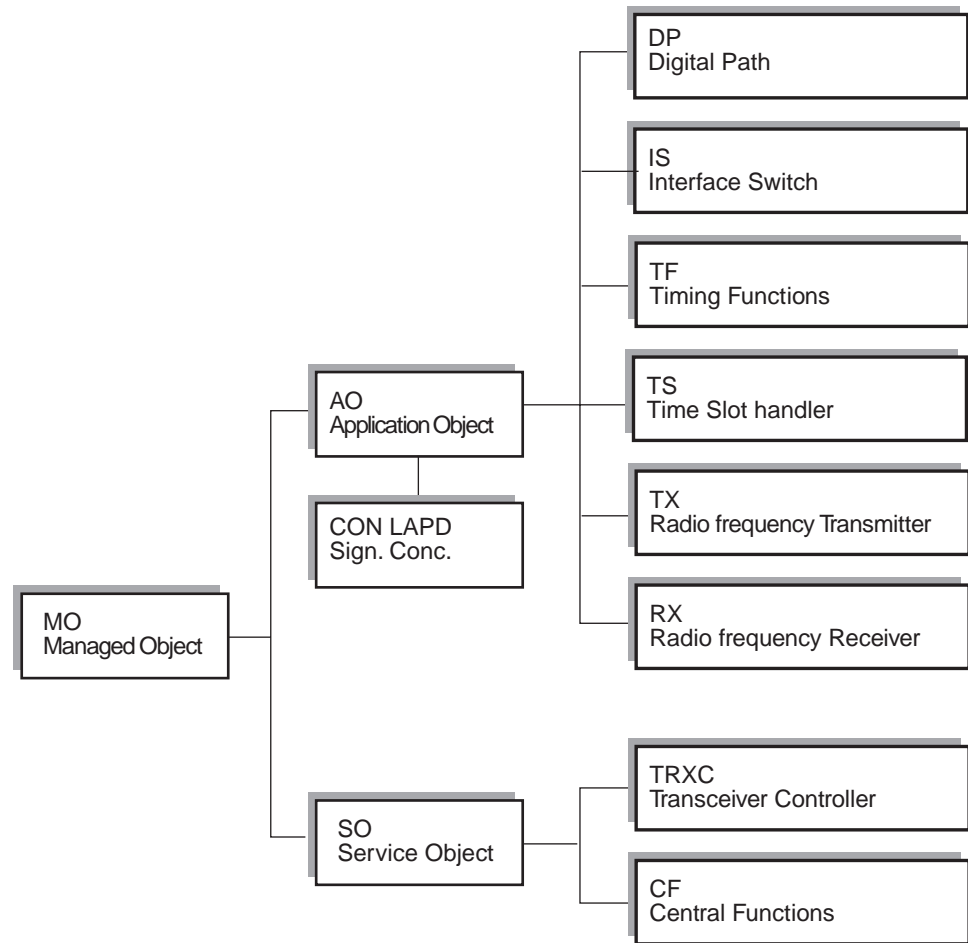 DP
Digital Path
IS
Interface Switch
TF
Timing Functions
TS
Time Slot handler
AO
Application Object
TX
Radio frequency Transmitter
CON LAPD
Sign. Conc.
RX
Radio frequency Receiver
MO
Managed Object
TRXC
Transceiver Controller
SO
Service Object
CF
Central Functions